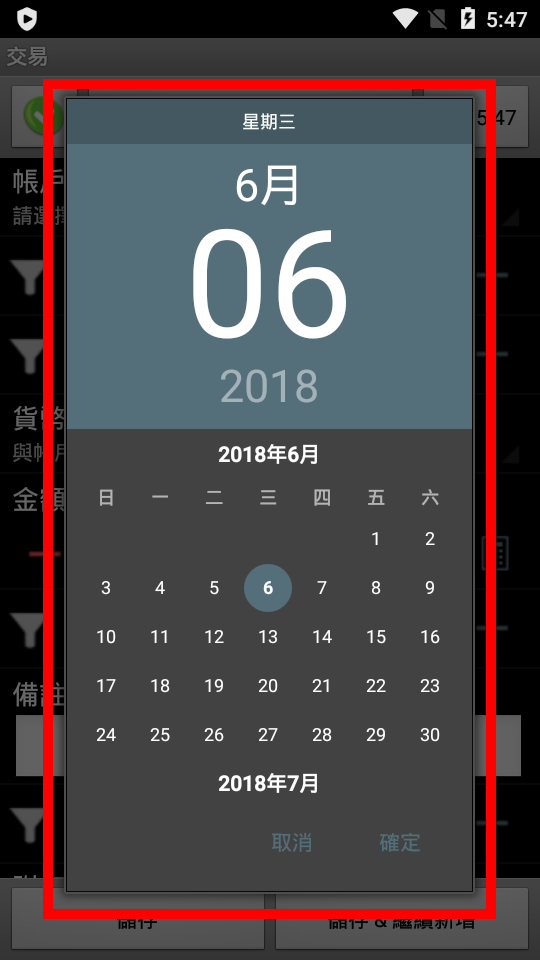 5:47
交易
5:47
星期三
6月
06
2018
帳戶
請選擇
貨幣
與帳戶
金額
2018年6月
日 一 二 三 四 五 六
1 2
3 4 5 6 7 8 9
10 11 12 13 14 15 16
17 18 19 20 21 22 23
24 25 26 27 28 29 30
備註
2018年7月
取消 確定
儲存 儲存 & 繼續新增